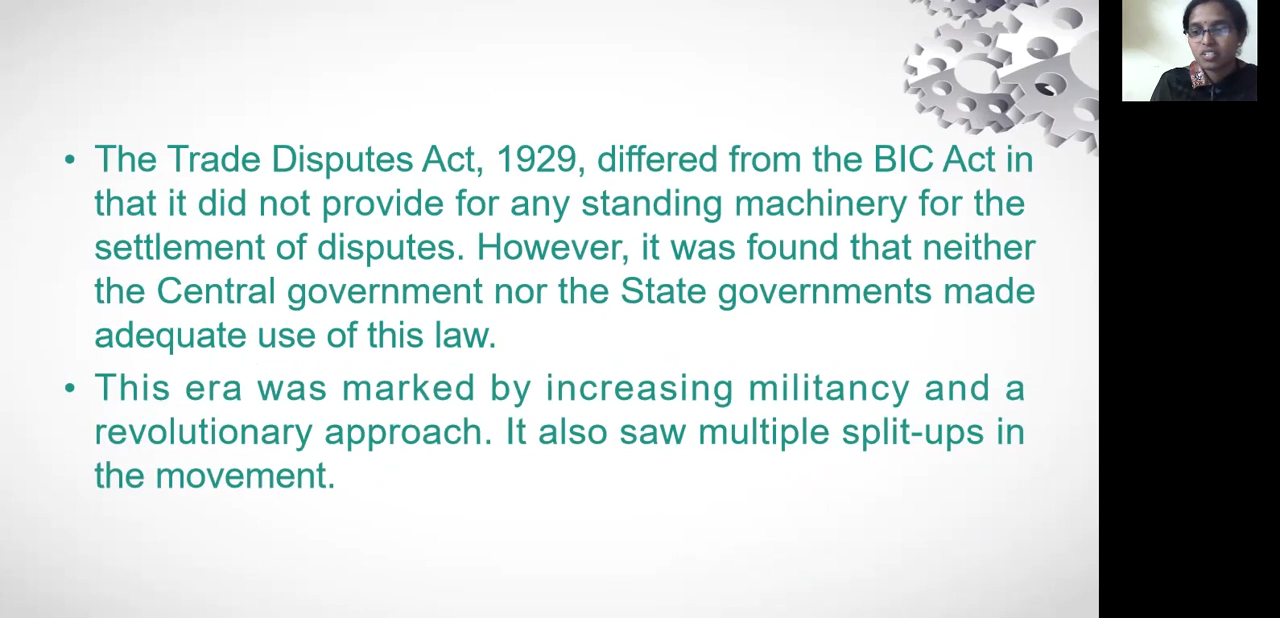 • The Trade Disputes Act, 1929, differed from the BIC Act in
that it did not provide for any standing machinery for the
settlement of disputes. However, it was found that neither
the Central government nor the State governments made
adequate use of this law.
• This era was marked by increasing militancy and a
revolutionary approach. It also saw multiple split-ups in
the movement.